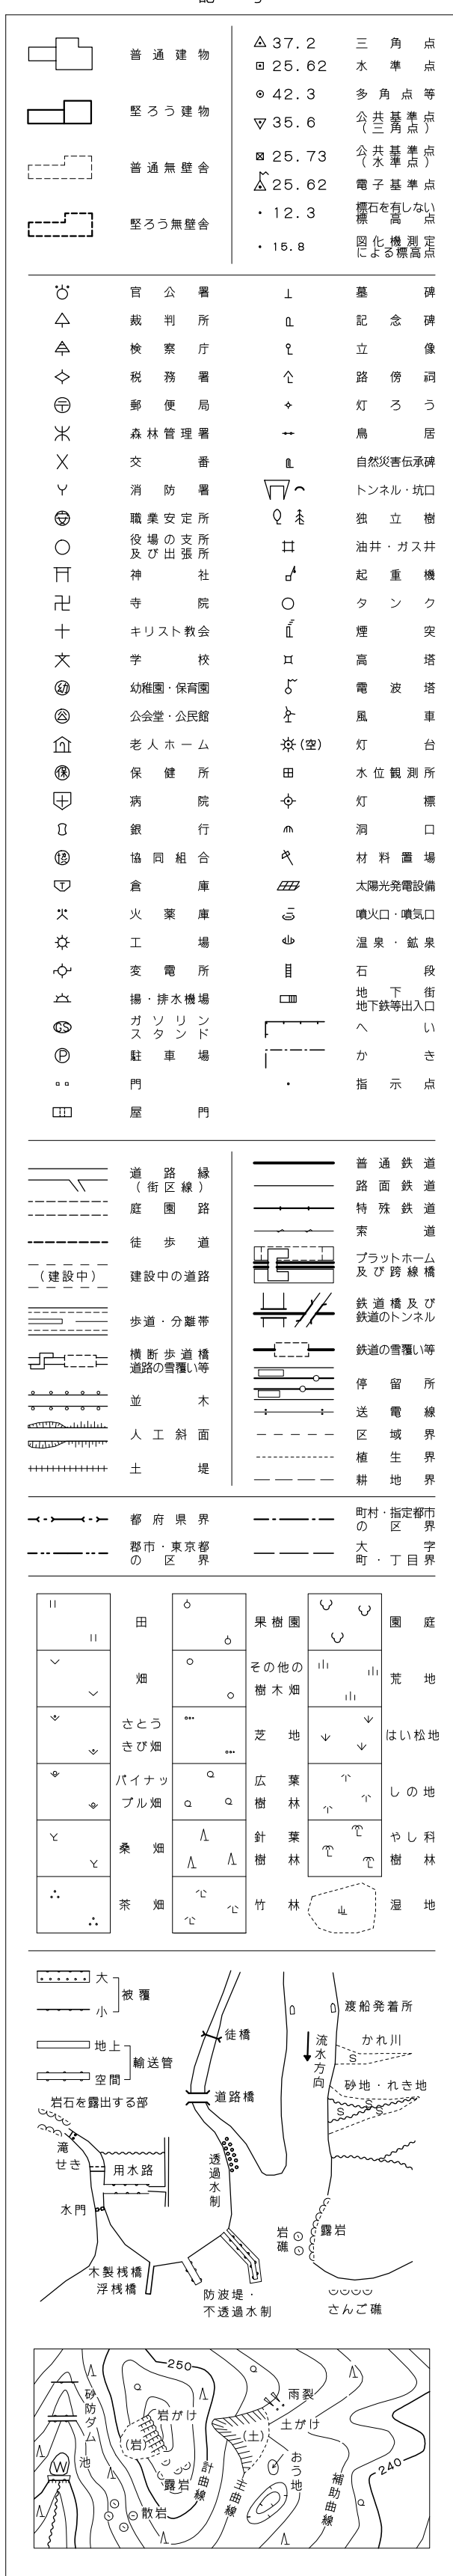 記号
普通建物
堅ろう建物
普通無壁舎
堅ろう無壁舎
37.2 三角点
25.62 水準点
42.3 多角点等
35.6 公共基準点
(三角点)
25.73 公共基準点
(水準点)
25.62 電子基準点
12.3 標石を有しない
標高点
15.8 図化機測定
による標高点
官公署
裁判所
検察庁
税務署
郵便局
森林管理署
交番
消防署
職業安定所
役場の支所
及び出張所
神社
寺院
キリスト教会
学校
幼 幼稚園・保育園
公 公会堂・公民館
老人ホーム
保 保健所
病院
銀行
協 協同組合
T 倉庫
火薬庫
工場
変電所
揚・排水機場
GS ガソリン
スタンド
P 駐車場
門
屋門
墓碑
記念碑
立像
路傍祠
灯ろう
鳥居
自然災害伝承碑
トンネル・坑口
独立樹
油井・ガス井
起重機
タンク
煙突
高塔
電波塔
風車
(空) 灯台
水位観測所
灯標
洞口
材料置場
太陽光発電設備
噴火口・噴気口
温泉・鉱泉
石段
地下街
地下鉄等出入口
へい
かき
指示点
道路縁
(街区線)
庭園路
徒歩道
(建設中) 建設中の道路
歩道・分離帯
横断歩道橋
道路の雪覆い等
並木
人工斜面
土堤
普通鉄道
路面鉄道
特殊鉄道
索道
プラットホーム
及び跨線橋
鉄道橋及び
鉄道のトンネル
鉄道の雪覆い等
停留所
送電線
区域界
植生界
耕地界
都府県界
郡市・東京都
の区界
町村・指定都市
の区界
大字
町・丁目界
田
畑
さとう
きび畑
パイナッ
プル畑
桑畑
茶畑
果樹園
その他の
樹木畑
芝地
広葉
樹林
針葉
樹林
竹林
園庭
荒地
はい松地
しの地
やし科
樹林
湿地
大
小
被覆
地上
空間
輸送管
岩石を露出する部
滝
せき
用水路
水門
木製桟橋
浮桟橋
徒橋
道路橋
透過水制
防波堤・
不透過水制
渡船発着所
流水方向
かれ川
S
砂地・れき地
S
S
S
岩礁
露岩
さんご礁
250
砂防ダム
池
W
岩がけ
(岩)
露岩
散岩
計曲線
主曲線
(土)
雨裂
土がけ
おう地
補助曲線
240